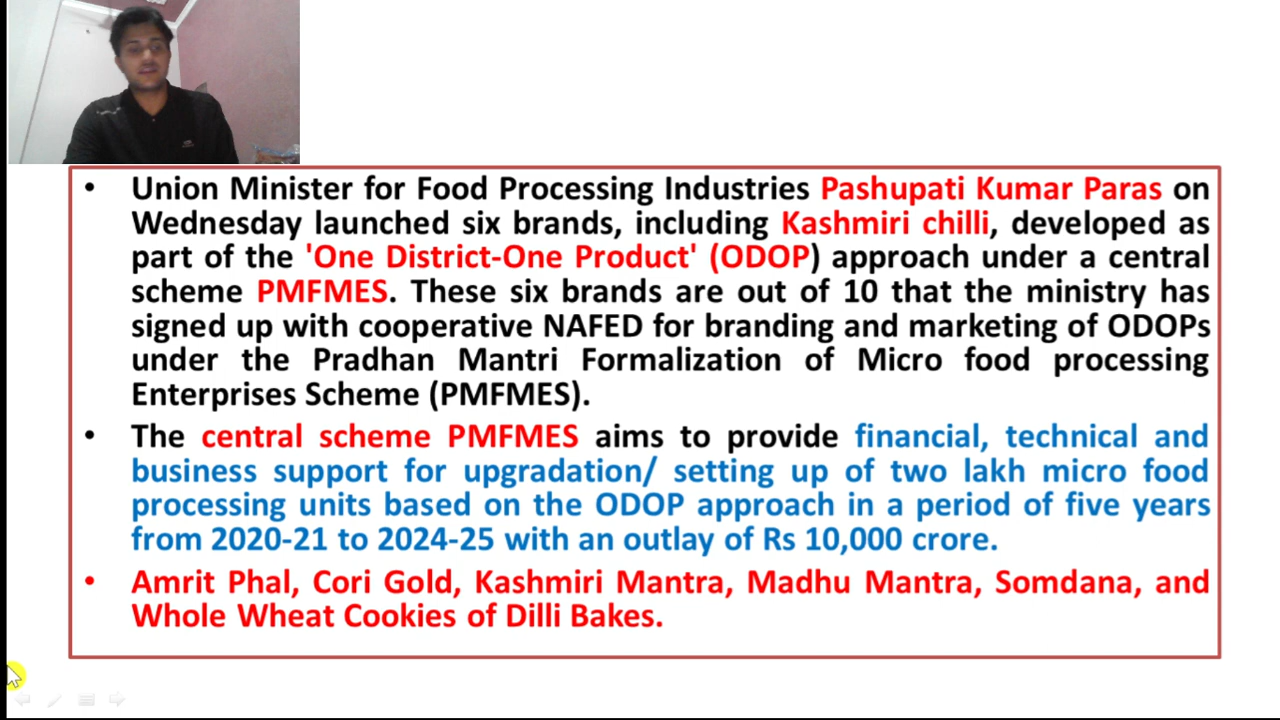 • Union Minister for Food Processing Industries Pashupati Kumar Paras on
Wednesday launched six brands, including Kashmiri chilli, developed as
part of the 'One District-One Product' (ODOP) approach under a central
scheme PMFMES. These six brands are out of 10 that the ministry has
signed up with cooperative NAFED for branding and marketing of ODOPs
under the Pradhan Mantri Formalization of Micro food processing
Enterprises Scheme (PMFMES).
• The central scheme PMFMES aims to provide financial, technical and
business support for upgradation/ setting up of two lakh micro food
processing units based on the ODOP approach in a period of five years
from 2020-21 to 2024-25 with an outlay of Rs 10,000 crore.
• Amrit Phal, Cori Gold, Kashmiri Mantra, Madhu Mantra, Somdana, and
Whole Wheat Cookies of Dilli Bakes.